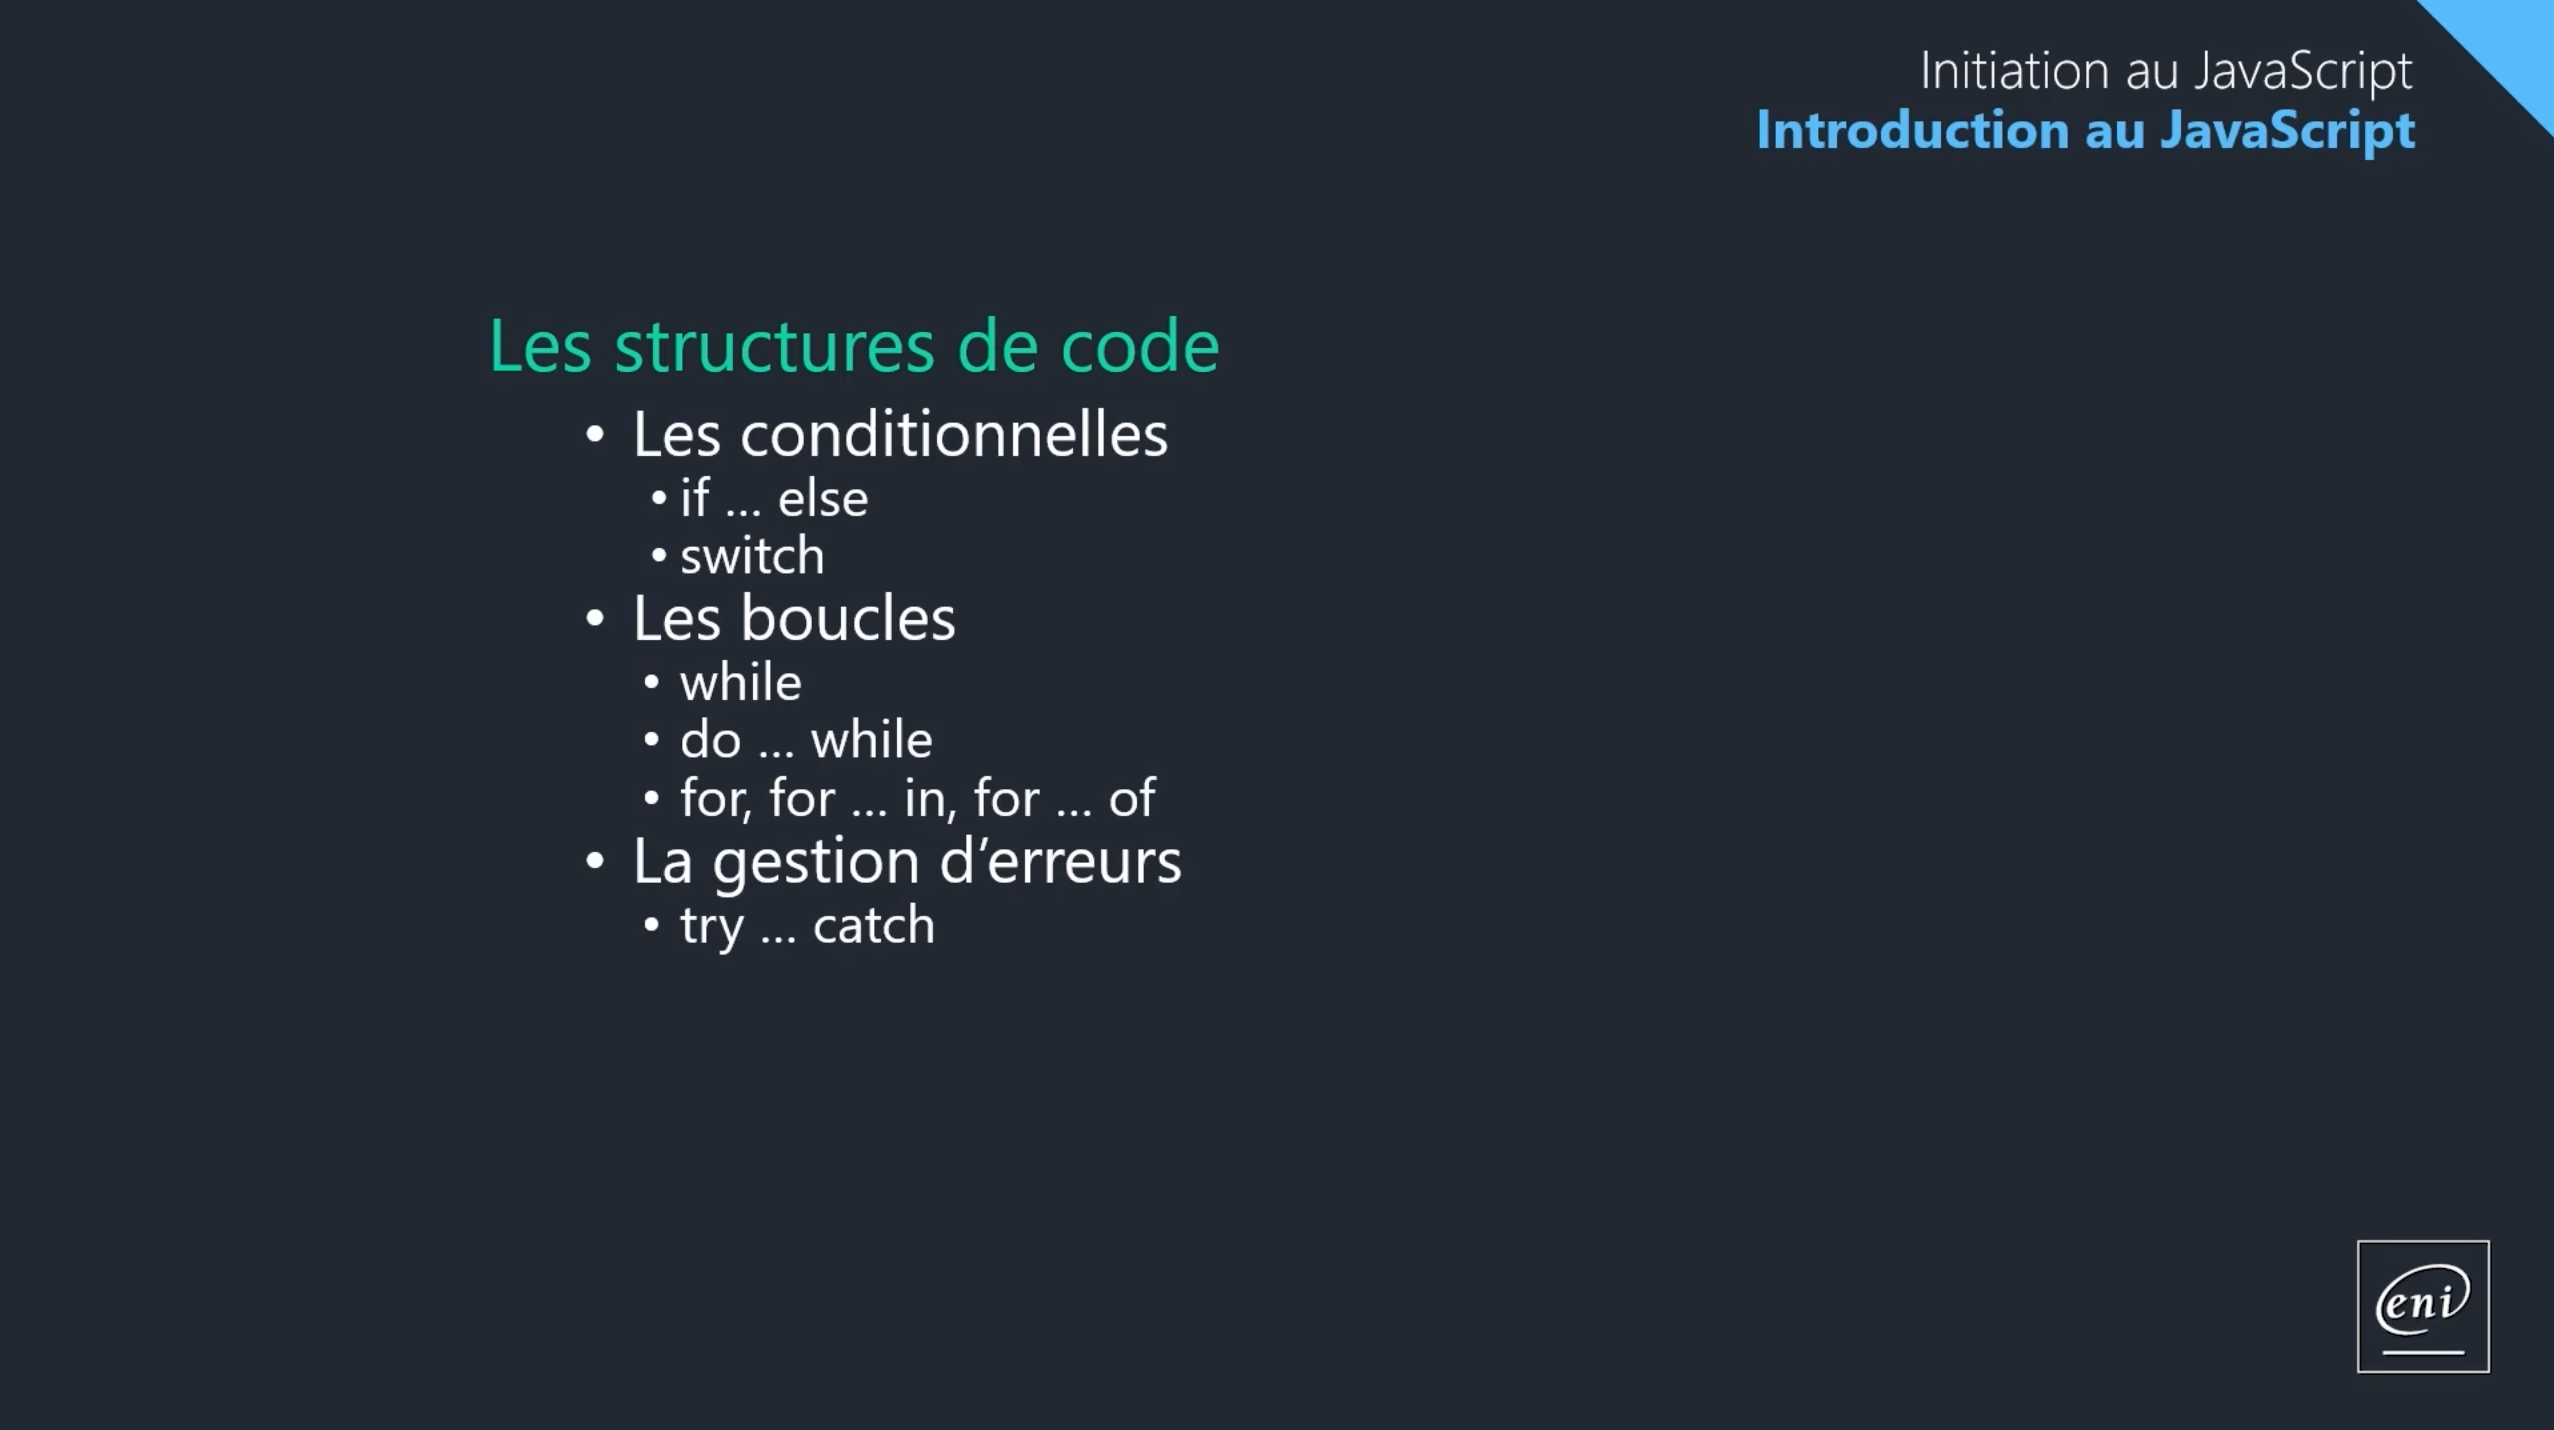 Initiation au JavaScript
Introduction au JavaScript
Les structures de code
• Les conditionnelles
• if ... else
• switch
• Les boucles
• while
• do ... while
• for, for ... in, for ... of
• La gestion d’erreurs
• try ... catch
eni